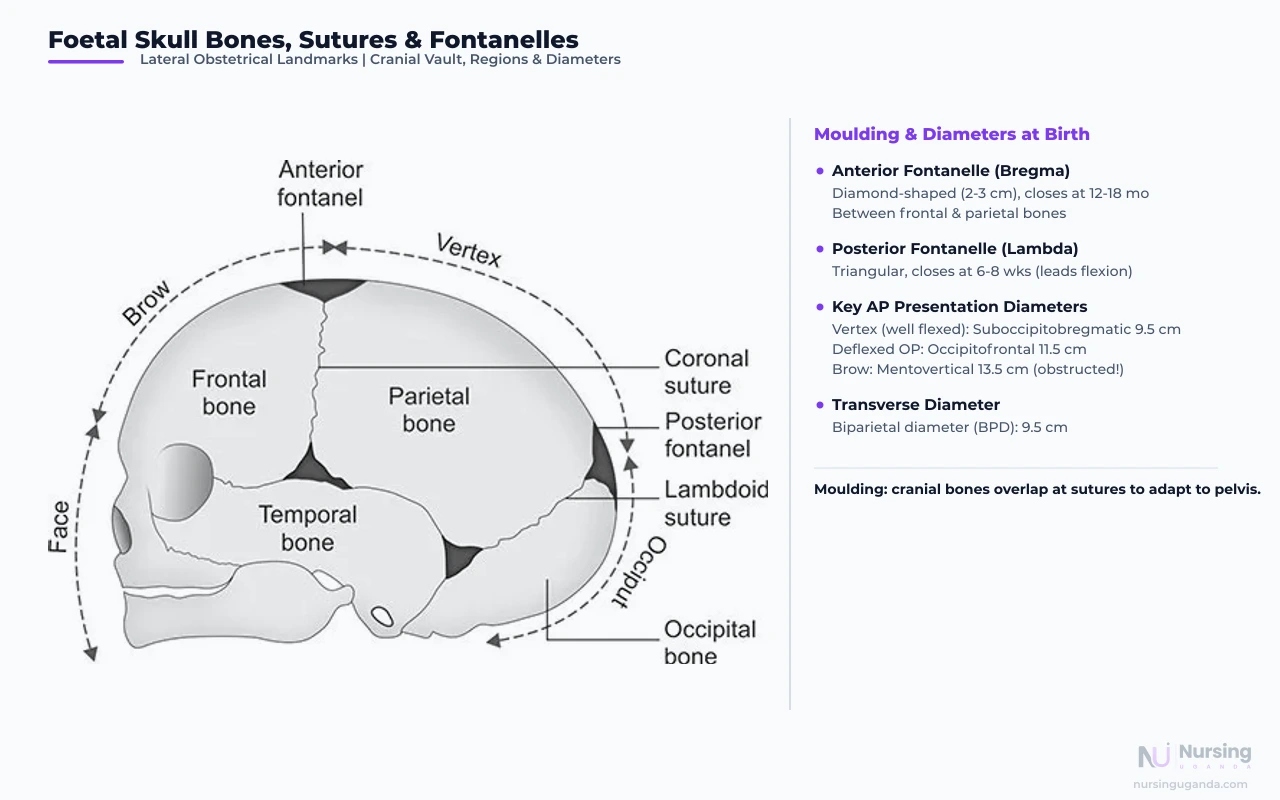 Foetal Skull Bones, Sutures & Fontanelles
Lateral Obstetrical Landmarks | Cranial Vault, Regions & Diameters
Anterior
fontanel
Vertex
Brow
Frontal
bone
Parietal
bone
Coronal
suture
Posterior
fontanel
Lambdoid
suture
Temporal
bone
Face
Occiput
Occipital
bone
Moulding & Diameters at Birth
Anterior Fontanelle (Bregma)
Diamond-shaped (2-3 cm), closes at 12-18 mo
Between frontal & parietal bones
Posterior Fontanelle (Lambda)
Triangular, closes at 6-8 wks (leads flexion)
Key AP Presentation Diameters
Vertex (well flexed): Suboccipitobregmatic 9.5 cm
Deflexed OP: Occipitofrontal 11.5 cm
Brow: Mentovertical 13.5 cm (obstructed!)
Transverse Diameter
Biparietal diameter (BPD): 9.5 cm
Moulding: cranial bones overlap at sutures to adapt to pelvis.
NU Nursing
UGANDA
nursinguganda.com